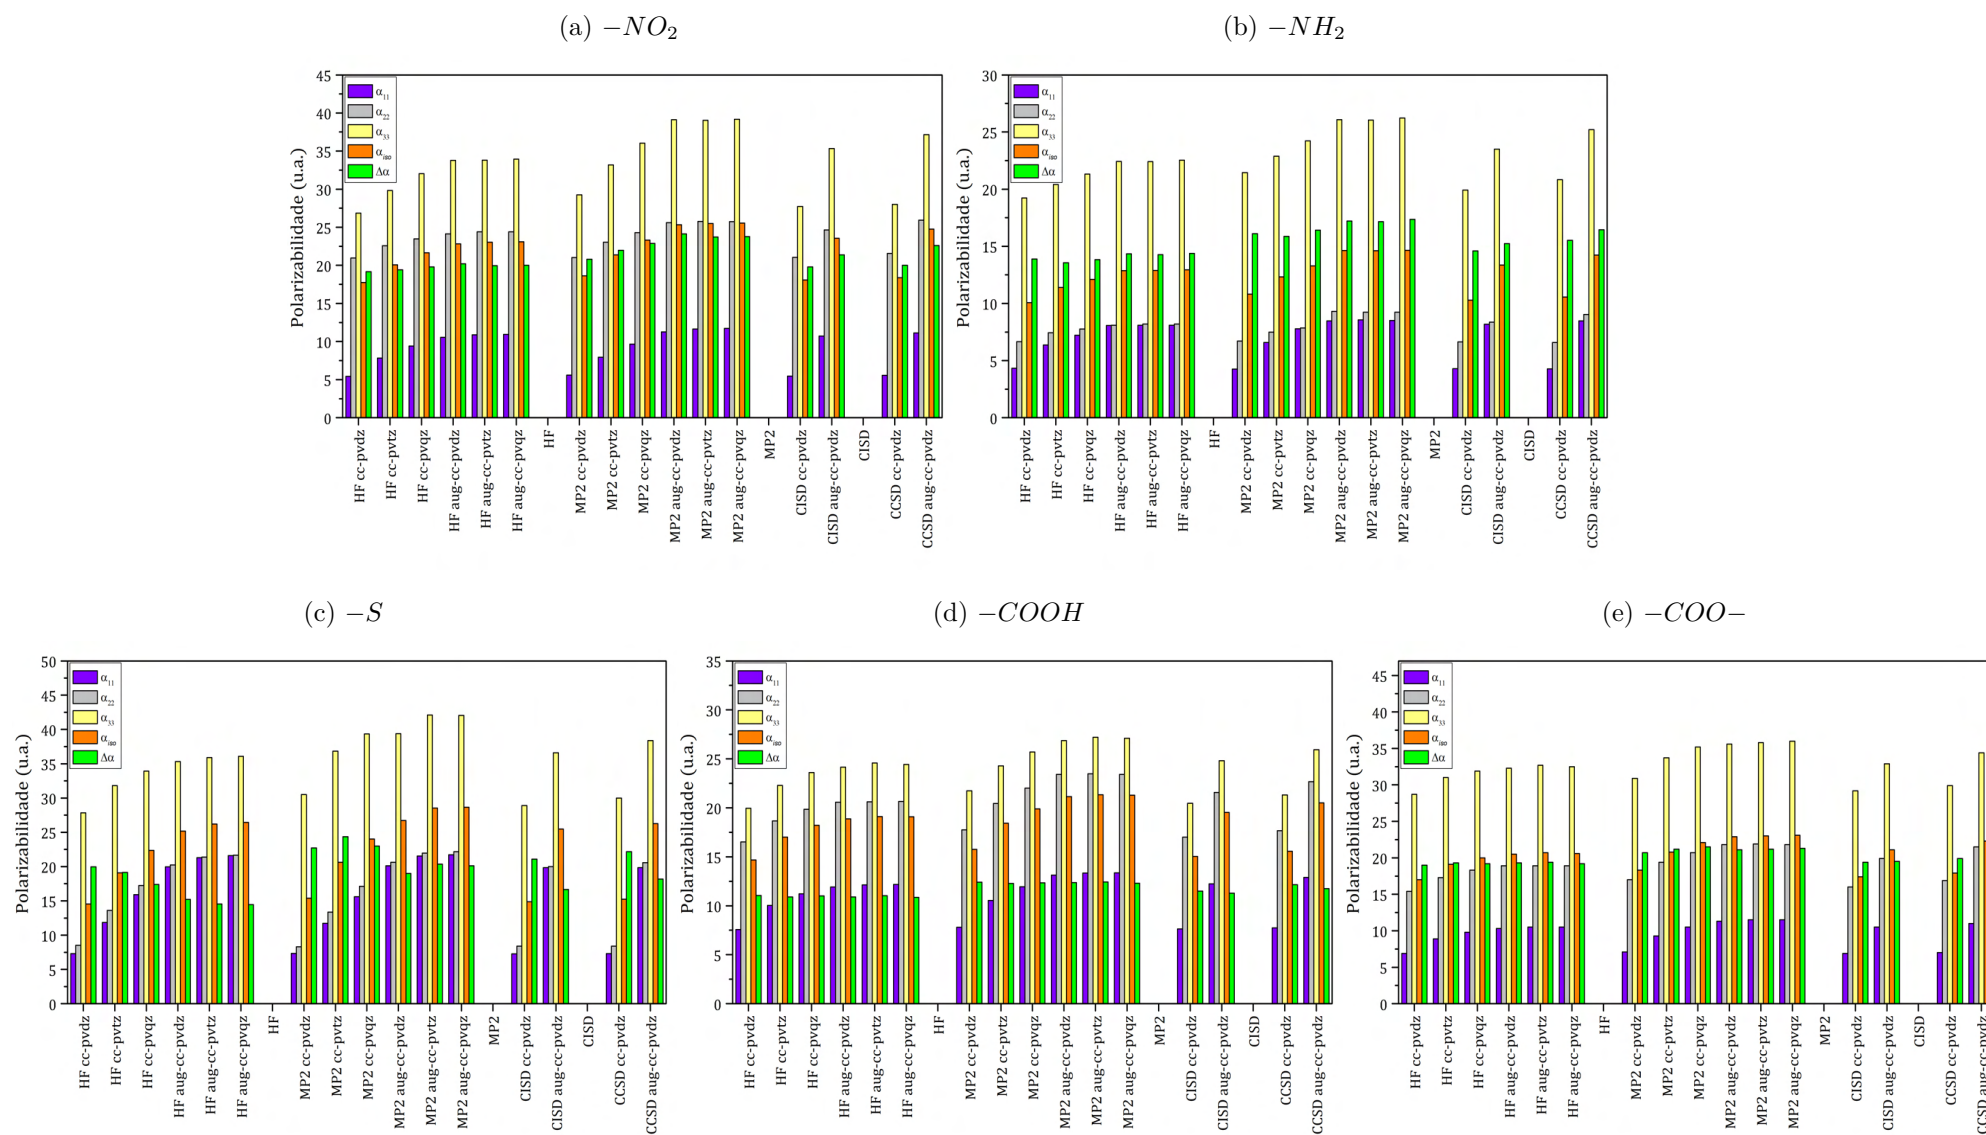 (a) −NO₂
(b) −NH₂
Polarizabilidade (u.a.)
45
40
35
30
25
20
15
10
5
0
α₁₁
α₂₂
α₃₃
αᵢₛₒ
Δα
HF cc-pvdz
HF cc-pvtz
HF cc-pvqz
HF aug-cc-pvdz
HF aug-cc-pvtz
HF aug-cc-pvqz
HF
MP2 cc-pvdz
MP2 cc-pvtz
MP2 cc-pvqz
MP2 aug-cc-pvdz
MP2 aug-cc-pvtz
MP2 aug-cc-pvqz
MP2
CISD cc-pvdz
CISD aug-cc-pvdz
CISD
CCSD cc-pvdz
CCSD aug-cc-pvdz
Polarizabilidade (u.a.)
30
25
20
15
10
5
0
α₁₁
α₂₂
α₃₃
αᵢₛₒ
Δα
HF cc-pvdz
HF cc-pvtz
HF cc-pvqz
HF aug-cc-pvdz
HF aug-cc-pvtz
HF aug-cc-pvqz
HF
MP2 cc-pvdz
MP2 cc-pvtz
MP2 cc-pvqz
MP2 aug-cc-pvdz
MP2 aug-cc-pvtz
MP2 aug-cc-pvqz
MP2
CISD cc-pvdz
CISD aug-cc-pvdz
CISD
CCSD cc-pvdz
CCSD aug-cc-pvdz
(c) −S
(d) −COOH
(e) −COO−
Polarizabilidade (u.a.)
50
45
40
35
30
25
20
15
10
5
0
α₁₁
α₂₂
α₃₃
αᵢₛₒ
Δα
HF cc-pvdz
HF cc-pvtz
HF cc-pvqz
HF aug-cc-pvdz
HF aug-cc-pvtz
HF aug-cc-pvqz
HF
MP2 cc-pvdz
MP2 cc-pvtz
MP2 cc-pvqz
MP2 aug-cc-pvdz
MP2 aug-cc-pvtz
MP2 aug-cc-pvqz
MP2
CISD cc-pvdz
CISD aug-cc-pvdz
CISD
CCSD cc-pvdz
CCSD aug-cc-pvdz
Polarizabilidade (u.a.)
35
30
25
20
15
10
5
0
α₁₁
α₂₂
α₃₃
αᵢₛₒ
Δα
HF cc-pvdz
HF cc-pvtz
HF cc-pvqz
HF aug-cc-pvdz
HF aug-cc-pvtz
HF aug-cc-pvqz
HF
MP2 cc-pvdz
MP2 cc-pvtz
MP2 cc-pvqz
MP2 aug-cc-pvdz
MP2 aug-cc-pvtz
MP2 aug-cc-pvqz
MP2
CISD cc-pvdz
CISD aug-cc-pvdz
CISD
CCSD cc-pvdz
CCSD aug-cc-pvdz
Polarizabilidade (u.a.)
45
40
35
30
25
20
15
10
5
0
α₁₁
α₂₂
α₃₃
αᵢₛₒ
Δα
HF cc-pvdz
HF cc-pvtz
HF cc-pvqz
HF aug-cc-pvdz
HF aug-cc-pvtz
HF aug-cc-pvqz
HF
MP2 cc-pvdz
MP2 cc-pvtz
MP2 cc-pvqz
MP2 aug-cc-pvdz
MP2 aug-cc-pvtz
MP2 aug-cc-pvqz
MP2
CISD cc-pvdz
CISD aug-cc-pvdz
CISD
CCSD cc-pvdz
CCSD aug-cc-pvdz